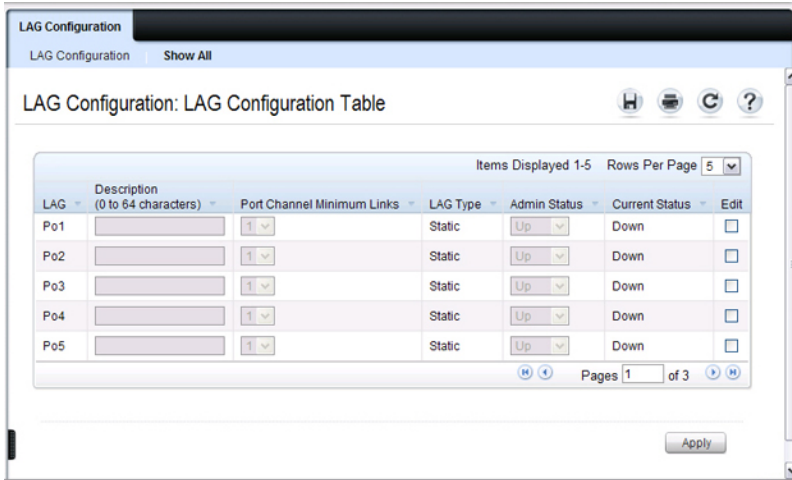 LAG Configuration
LAG Configuration Show All
LAG Configuration: LAG Configuration Table
Items Displayed 1-5 Rows Per Page 5
LAG Description (0 to 64 characters) Port Channel Minimum Links LAG Type Admin Status Current Status Edit
Po1 1 Static Up Down
Po2 1 Static Up Down
Po3 1 Static Up Down
Po4 1 Static Up Down
Po5 1 Static Up Down
Pages 1 of 3
Apply